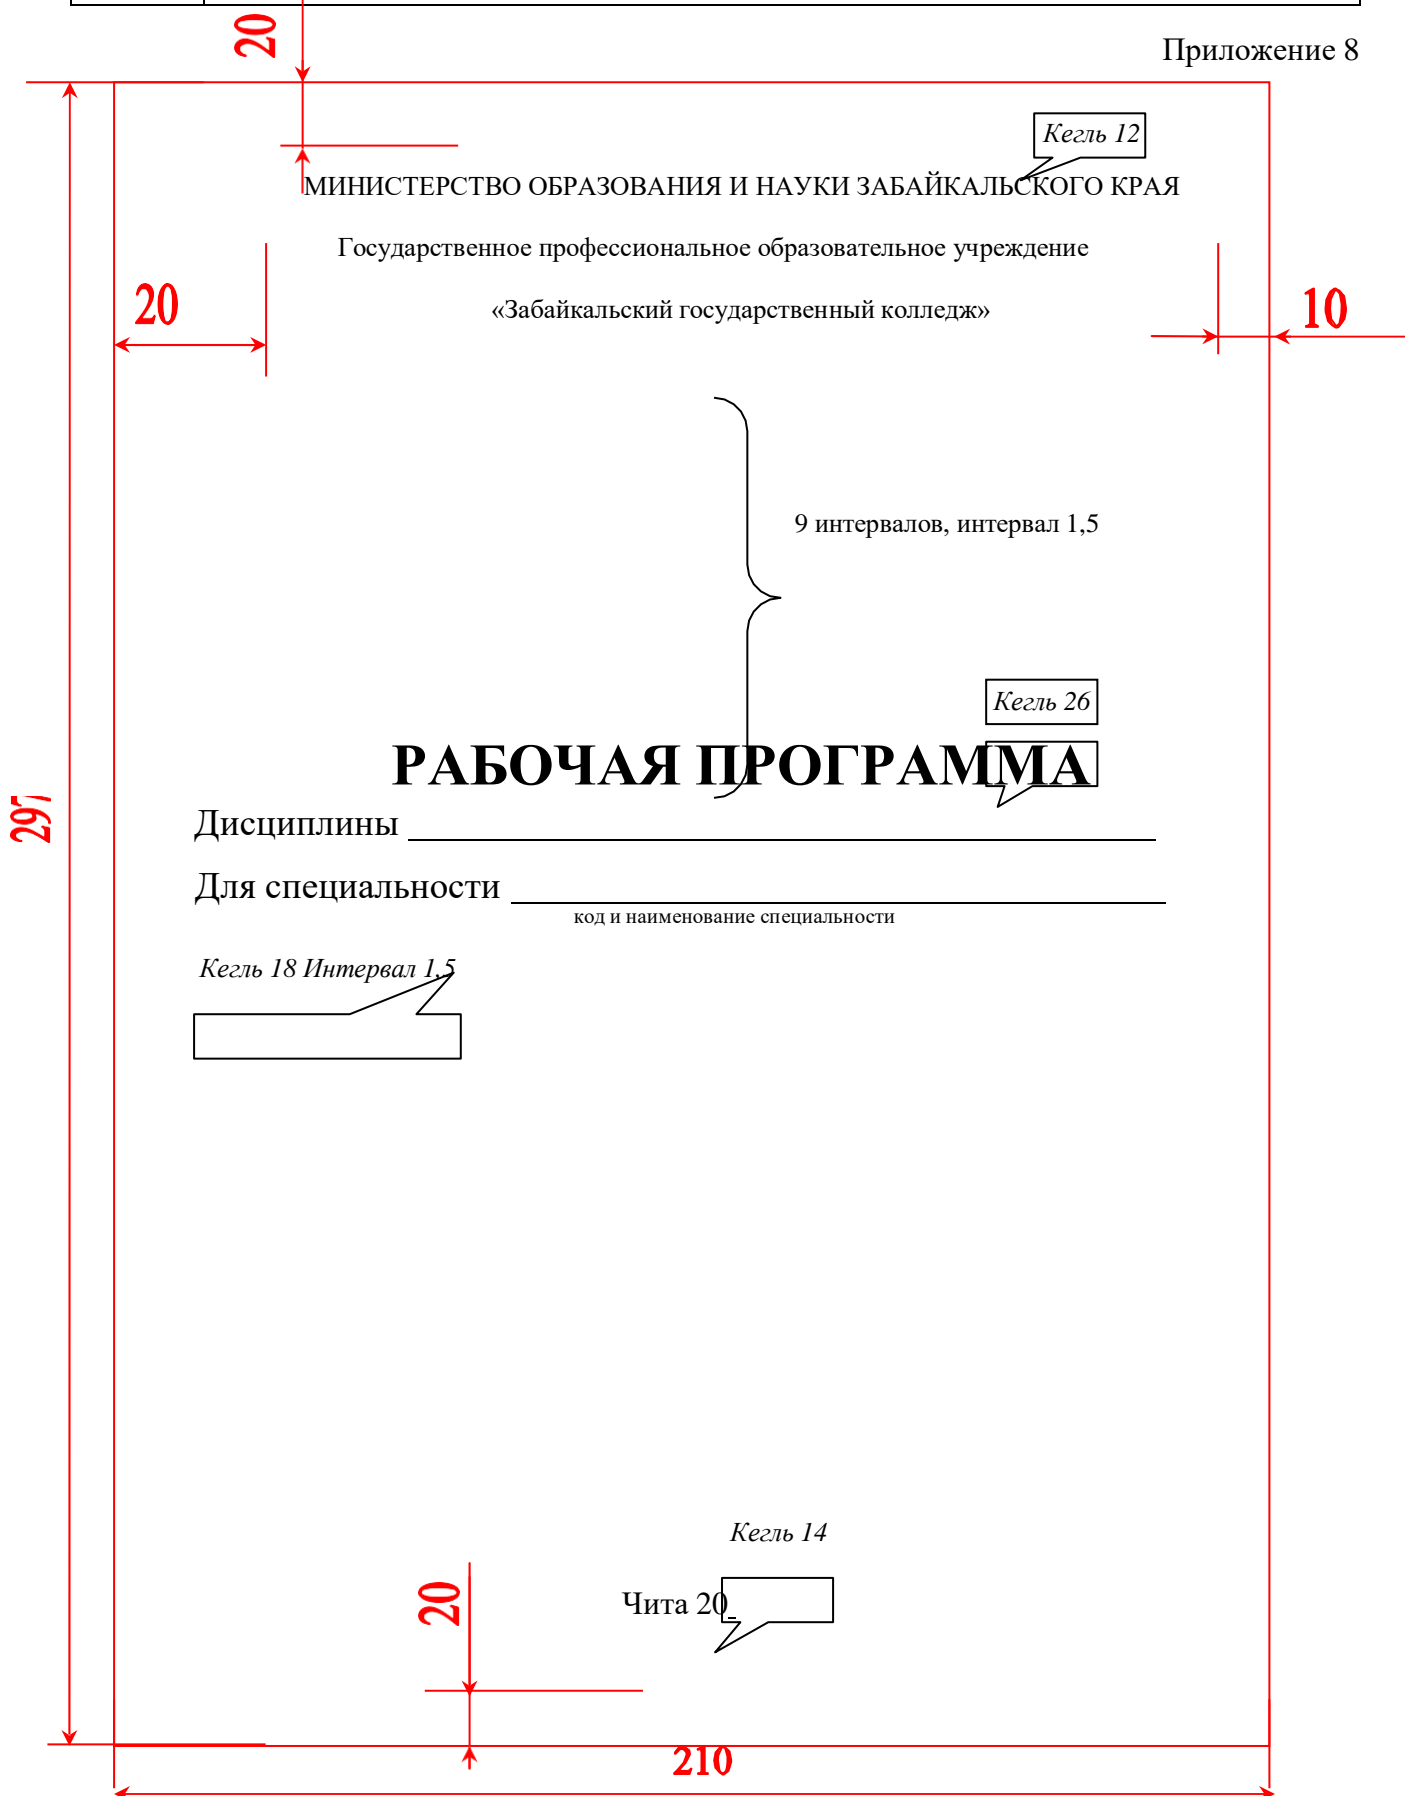 20
Приложение 8
Кегль 12
МИНИСТЕРСТВО ОБРАЗОВАНИЯ И НАУКИ ЗАБАЙКАЛЬСКОГО КРАЯ
Государственное профессиональное образовательное учреждение
«Забайкальский государственный колледж»
20
10
9 интервалов, интервал 1,5
Кегль 26
РАБОЧАЯ ПРОГРАММА
297
Дисциплины
Для специальности
код и наименование специальности
Кегль 18 Интервал 1,5
Кегль 14
20
Чита 20_
210